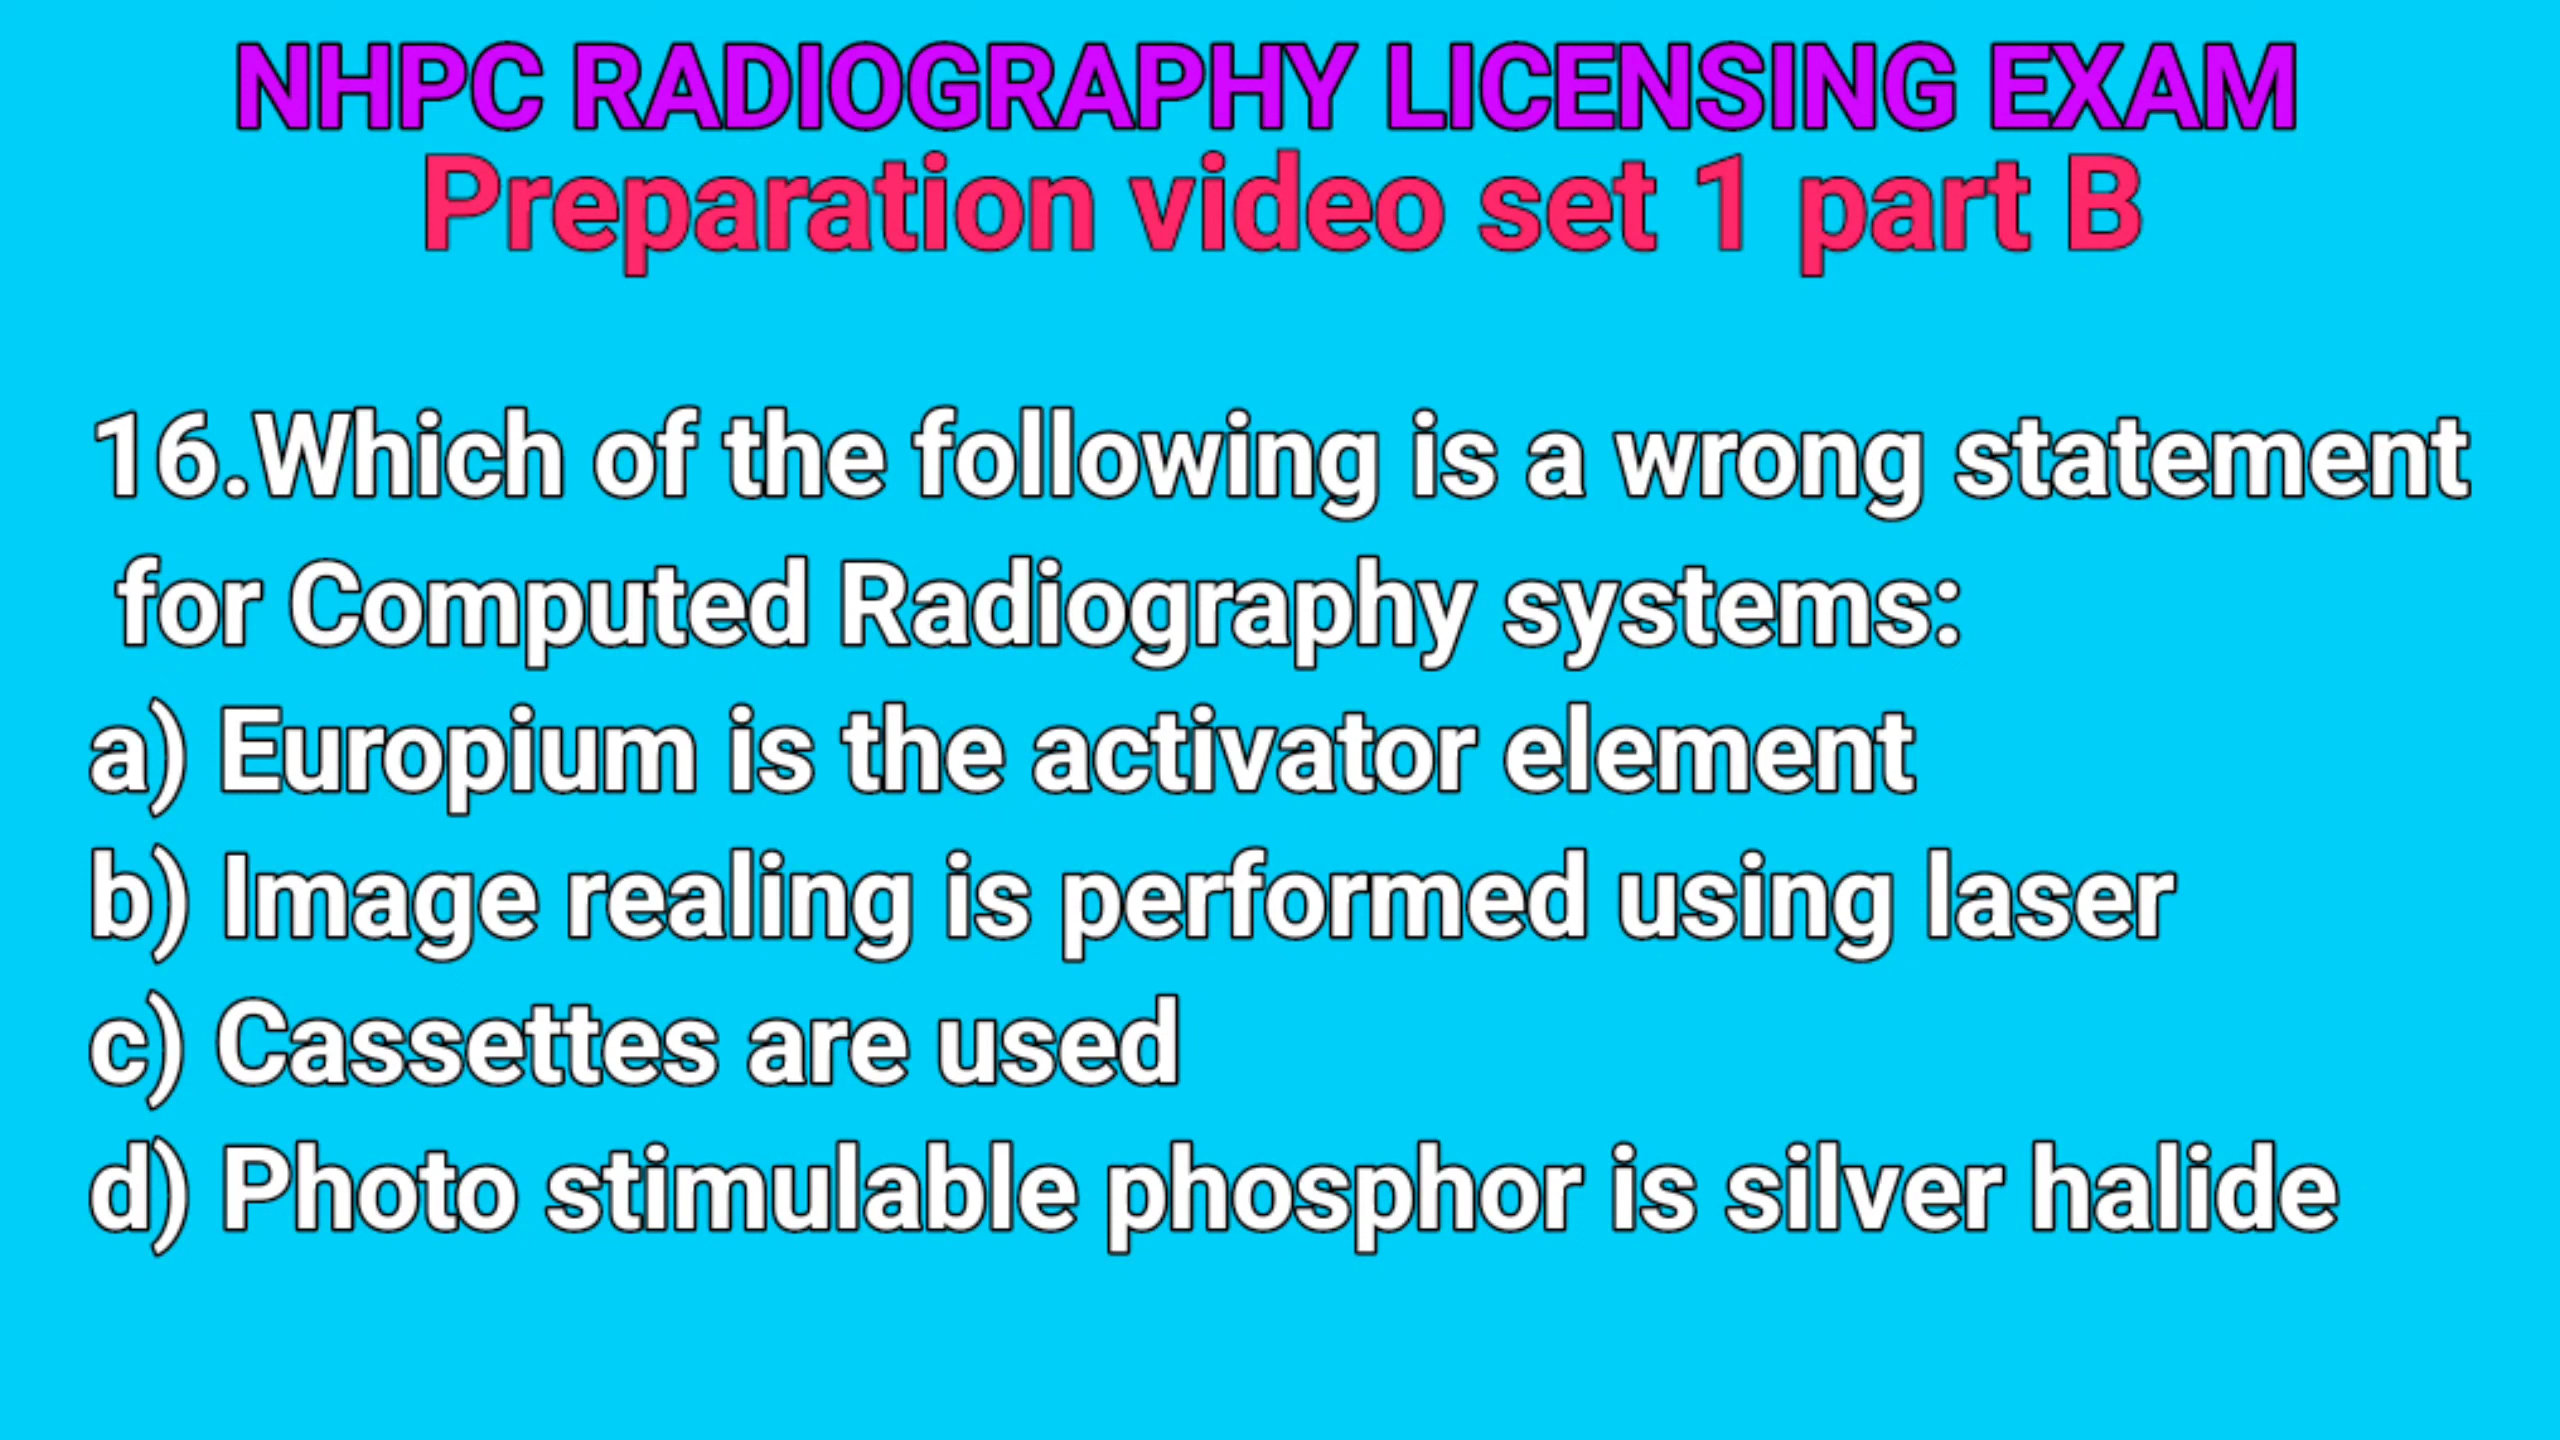 NHPC RADIOGRAPHY LICENSING EXAM
Preparation video set 1 part B
16.Which of the following is a wrong statement
for Computed Radiography systems:
a) Europium is the activator element
b) Image realing is performed using laser
c) Cassettes are used
d) Photo stimulable phosphor is silver halide